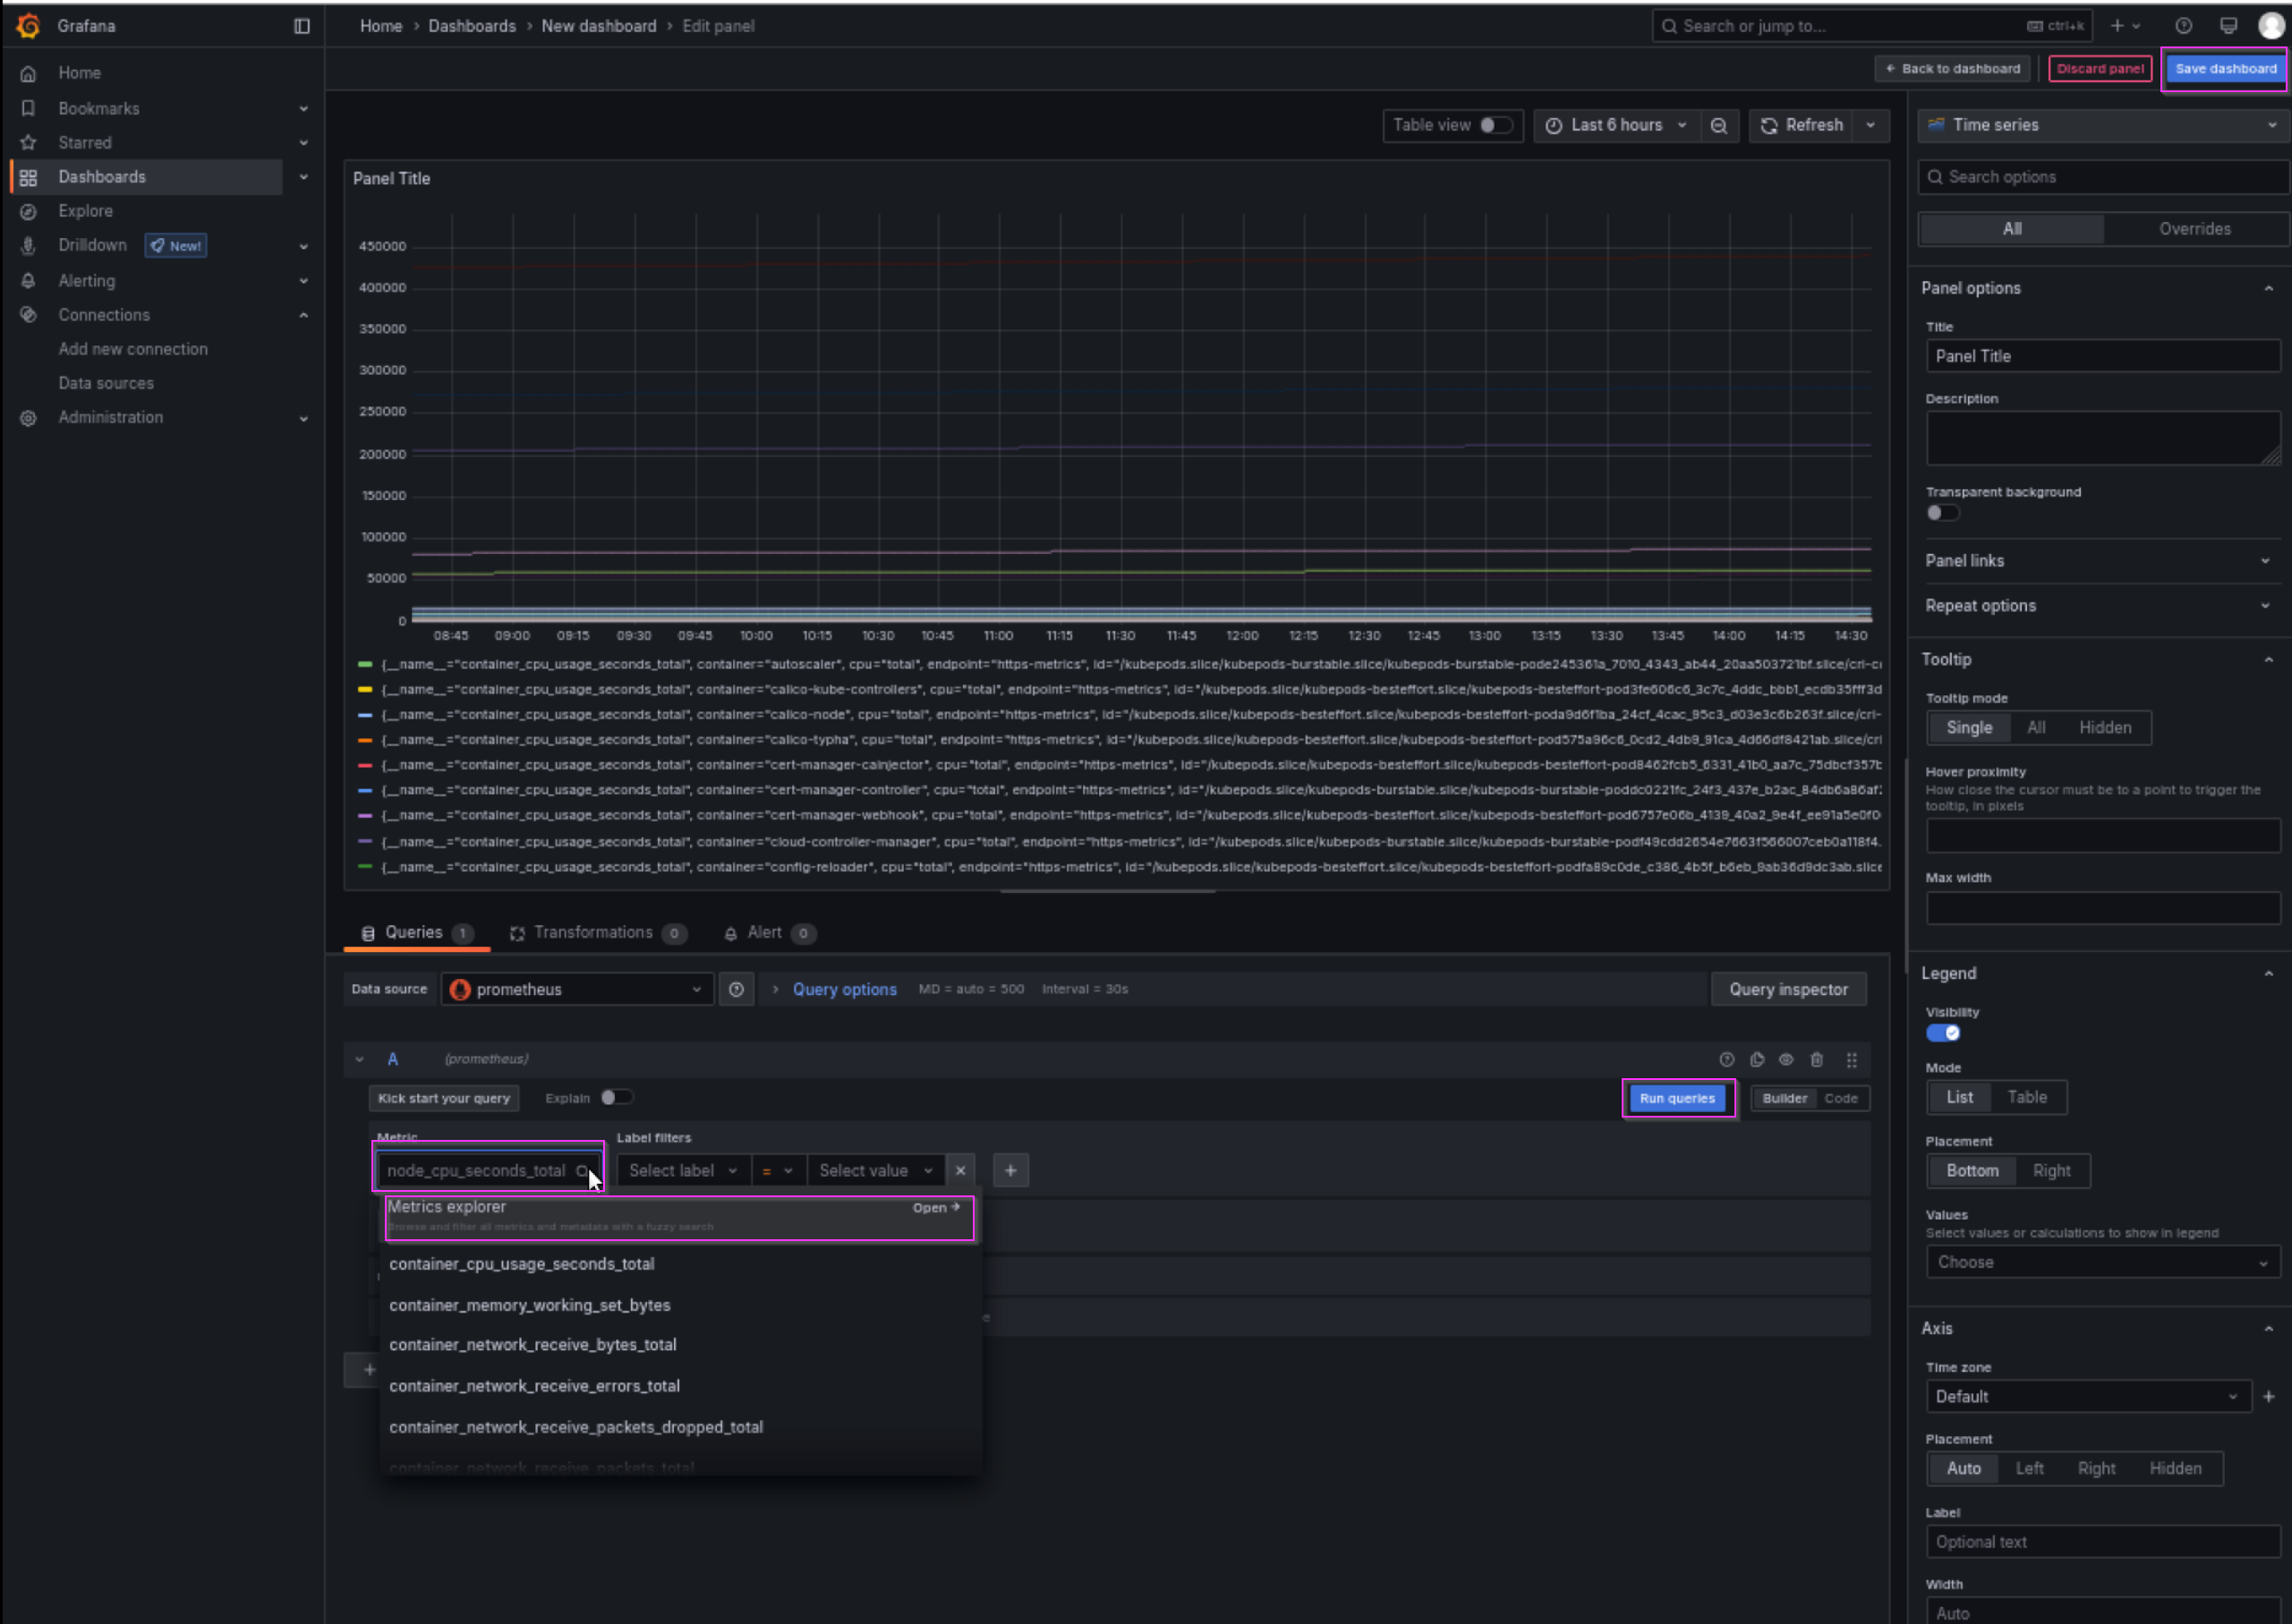 Grafana
Home › Dashboards › New dashboard › Edit panel
Search or jump to...
ctrl+k
Home
Bookmarks
Starred
Dashboards
Explore
Drilldown New!
Alerting
Connections
Add new connection
Data sources
Administration
Back to dashboard
Discard panel
Save dashboard
Table view
Last 6 hours
Refresh
Panel Title
450000
400000
350000
300000
250000
200000
150000
100000
50000
0
08:45 09:00 09:15 09:30 09:45 10:00 10:15 10:30 10:45 11:00 11:15 11:30 11:45 12:00 12:15 12:30 12:45 13:00 13:15 13:30 13:45 14:00 14:15 14:30
{__name__="container_cpu_usage_seconds_total", container="autoscaler", cpu="total", endpoint="https-metrics", id="/kubepods.slice/kubepods-burstable.slice/kubepods-burstable-pode245361a_7010_4343_ab44_20aa503721bf.slice/cri-c
{__name__="container_cpu_usage_seconds_total", container="calico-kube-controllers", cpu="total", endpoint="https-metrics", id="/kubepods.slice/kubepods-besteffort.slice/kubepods-besteffort-pod3fe606c6_3c7c_4ddc_bbb1_ecdb35fff3d
{__name__="container_cpu_usage_seconds_total", container="calico-node", cpu="total", endpoint="https-metrics", id="/kubepods.slice/kubepods-besteffort.slice/kubepods-besteffort-poda9d6f1ba_24cf_4cac_95c3_d03e3c6b263f.slice/cri-
{__name__="container_cpu_usage_seconds_total", container="calico-typha", cpu="total", endpoint="https-metrics", id="/kubepods.slice/kubepods-besteffort.slice/kubepods-besteffort-pod575a96c6_0cd2_4db9_91ca_4d66df8421ab.slice/cri
{__name__="container_cpu_usage_seconds_total", container="cert-manager-cainjector", cpu="total", endpoint="https-metrics", id="/kubepods.slice/kubepods-besteffort.slice/kubepods-besteffort-pod8462fcb5_6331_41b0_aa7c_75dbcf357b
{__name__="container_cpu_usage_seconds_total", container="cert-manager-controller", cpu="total", endpoint="https-metrics", id="/kubepods.slice/kubepods-burstable.slice/kubepods-burstable-poddc0221fc_24f3_437e_b2ac_84db6a86af
{__name__="container_cpu_usage_seconds_total", container="cert-manager-webhook", cpu="total", endpoint="https-metrics", id="/kubepods.slice/kubepods-besteffort.slice/kubepods-besteffort-pod6757e06b_4139_40a2_9e4f_ee91a5e0f0
{__name__="container_cpu_usage_seconds_total", container="cloud-controller-manager", cpu="total", endpoint="https-metrics", id="/kubepods.slice/kubepods-burstable.slice/kubepods-burstable-podf49cdd2654e7663f566007ceb0a118f4.
{__name__="container_cpu_usage_seconds_total", container="config-reloader", cpu="total", endpoint="https-metrics", id="/kubepods.slice/kubepods-besteffort.slice/kubepods-besteffort-podfa89c0de_c386_4b5f_b6eb_9ab36d9dc3ab.slice
Queries 1
Transformations 0
Alert 0
Data source
prometheus
Query options MD = auto = 500 Interval = 30s
Query inspector
A (prometheus)
Kick start your query
Explain
Run queries
Builder Code
Metric
Label filters
node_cpu_seconds_total
Select label
=
Select value
Metrics explorer
Open
Browse and filter all metrics and metadata with a fuzzy search
container_cpu_usage_seconds_total
container_memory_working_set_bytes
container_network_receive_bytes_total
container_network_receive_errors_total
container_network_receive_packets_dropped_total
container_network_receive_packets_total
Time series
Search options
All Overrides
Panel options
Title
Panel Title
Description
Transparent background
Panel links
Repeat options
Tooltip
Tooltip mode
Single All Hidden
Hover proximity
How close the cursor must be to a point to trigger the
tooltip, in pixels
Max width
Legend
Visibility
Mode
List Table
Placement
Bottom Right
Values
Select values or calculations to show in legend
Choose
Axis
Time zone
Default
Placement
Auto Left Right Hidden
Label
Optional text
Width
Auto